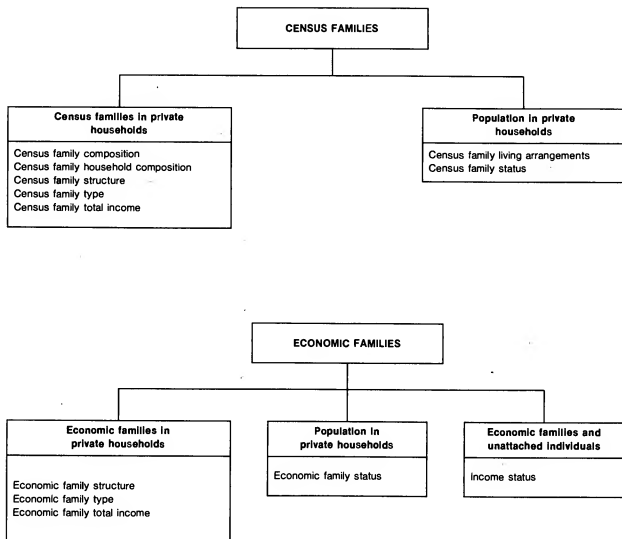 CENSUS FAMILIES
Census families in private
households
Census family composition
Census family household composition
Census family structure
Census family type
Census family total income
Population in private
households
Census family living arrangements
Census family status
ECONOMIC FAMILIES
Economic families in
private households
Economic family structure
Economic family type
Economic family total income
Population in
private households
Economic family status
Economic families and
unattached individuals
Income status